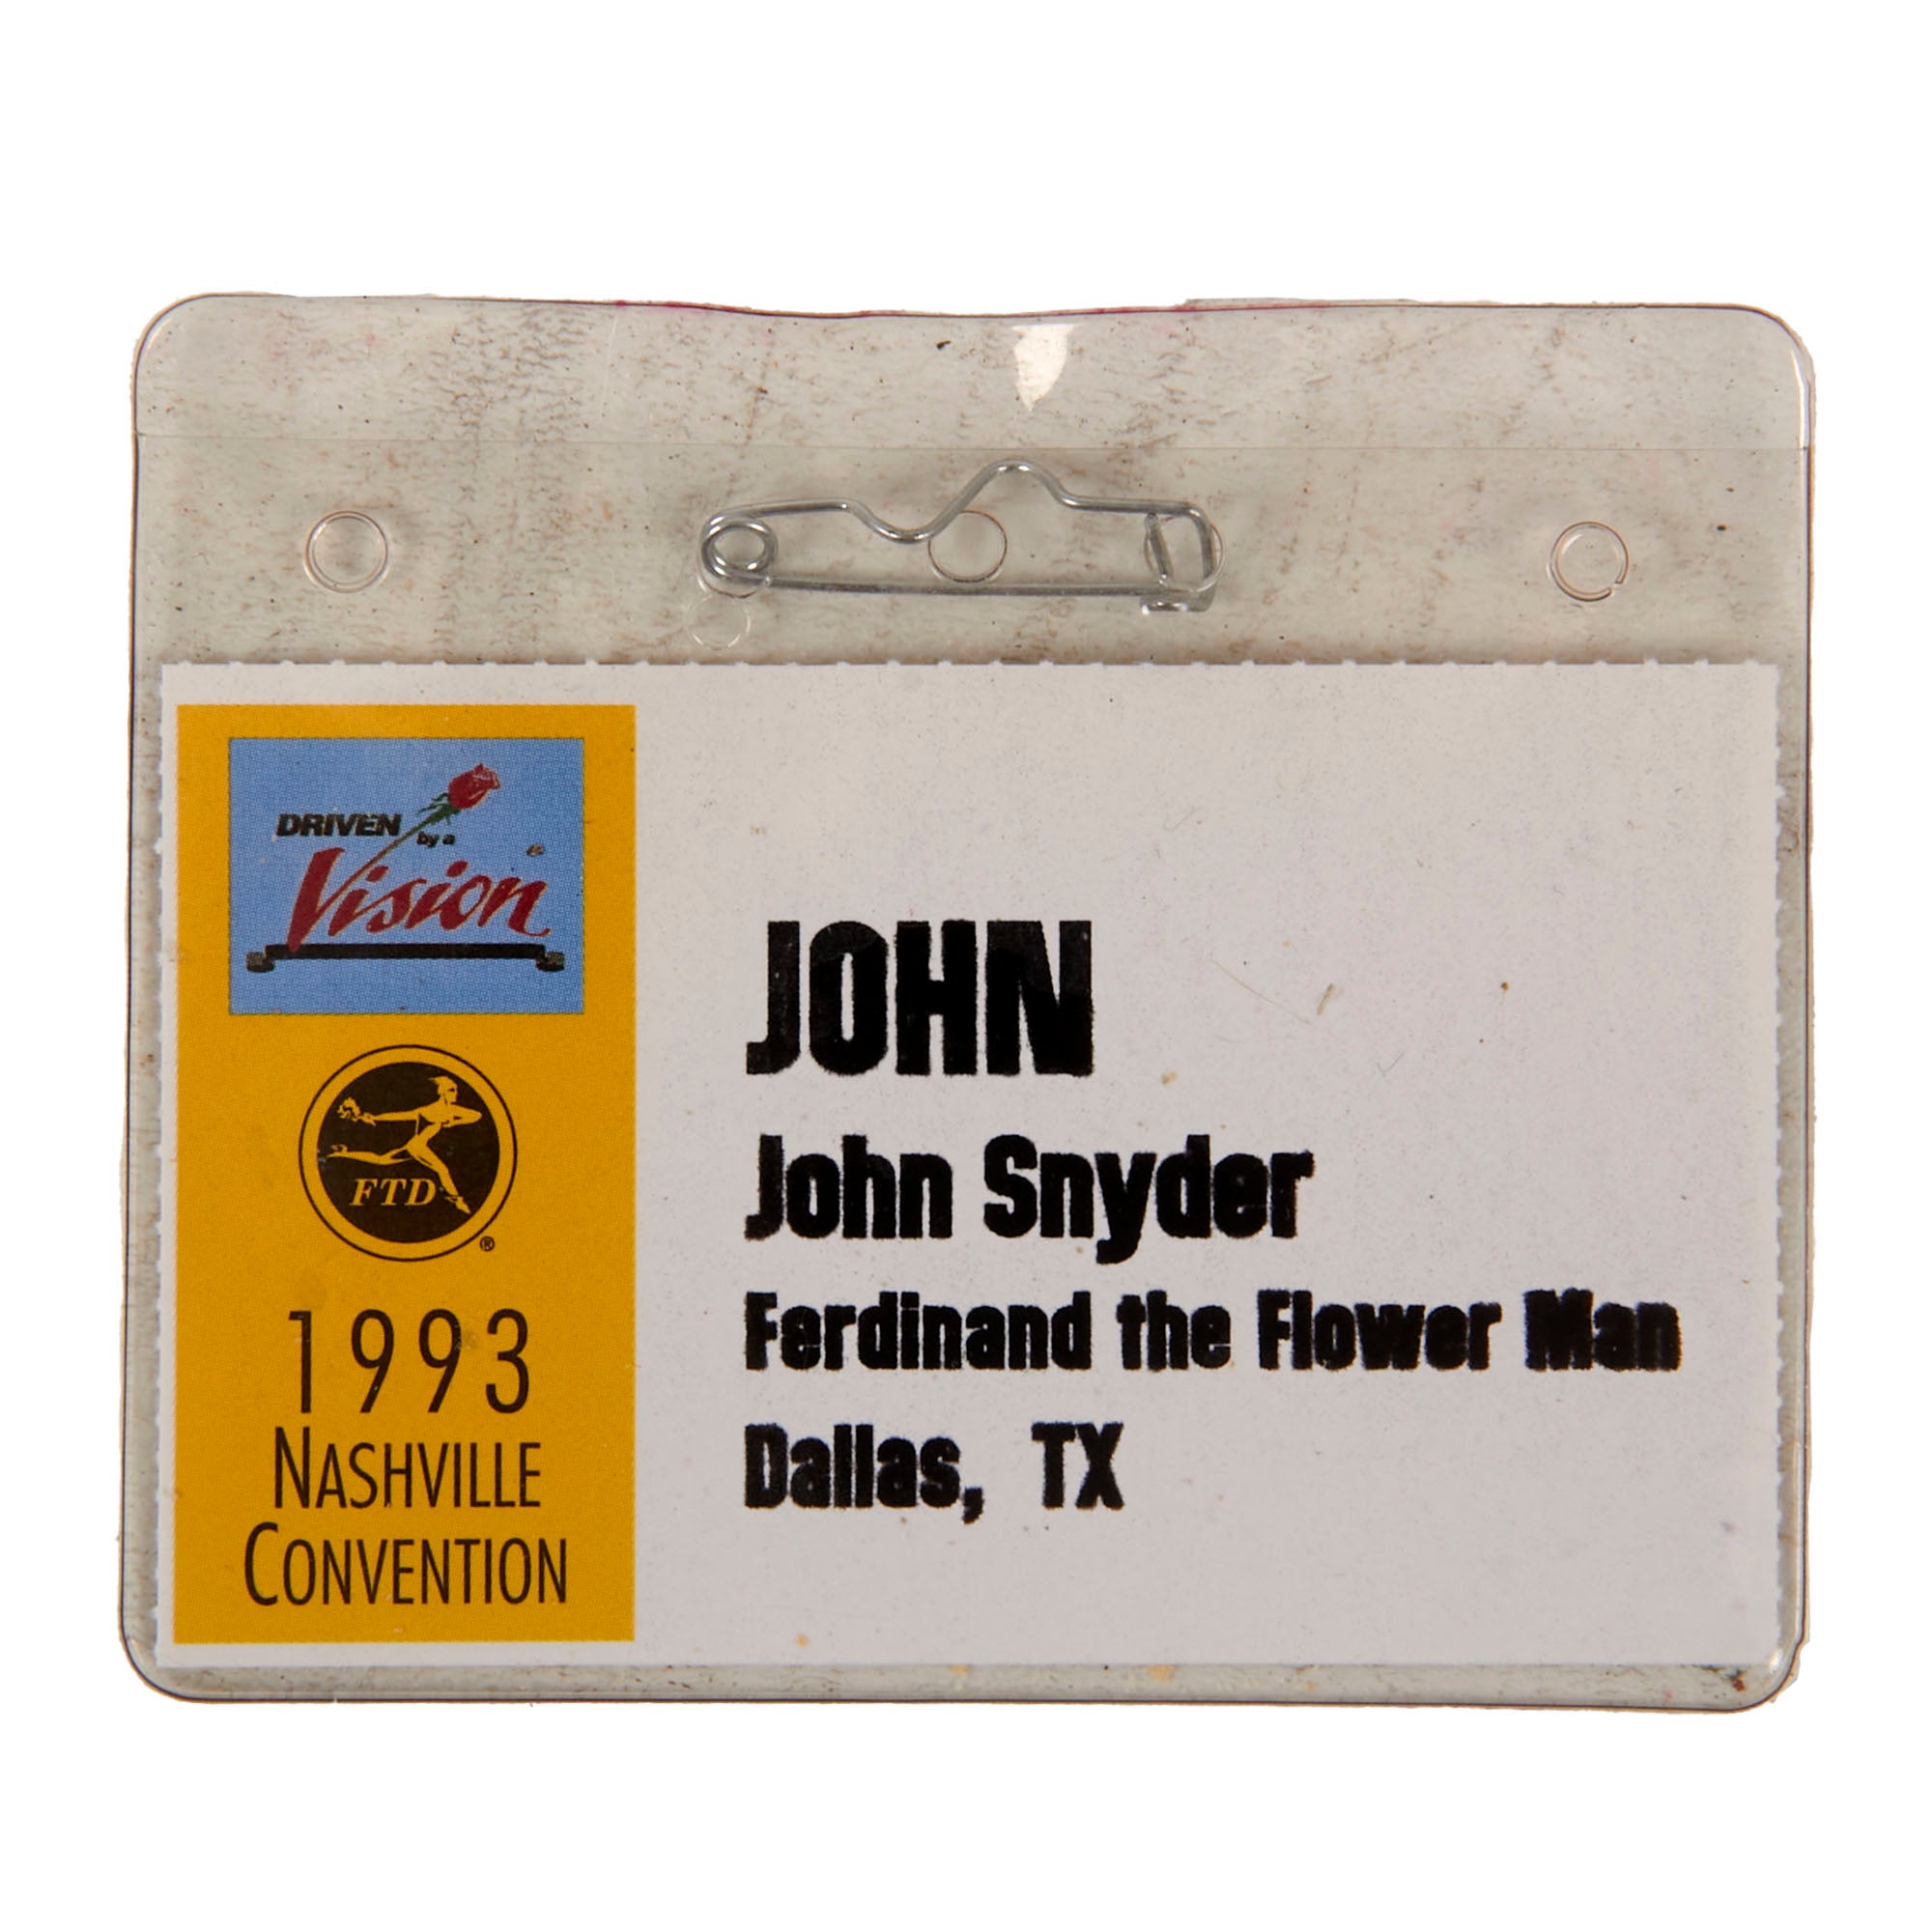 DRIVEN
by a
Vision
FTD
®
1993
NASHVILLE
CONVENTION
JOHN
John Snyder
Ferdinand the Flower Man
Dallas, TX